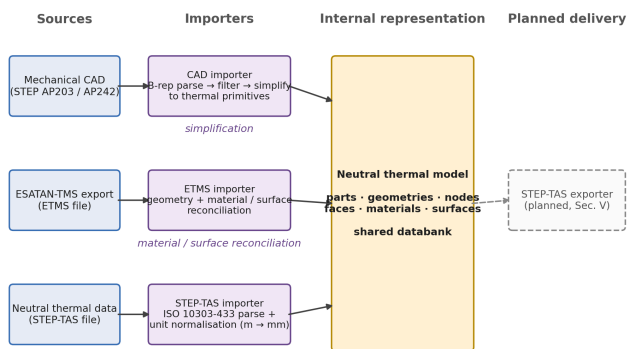 Sources
Importers
Internal representation
Planned delivery
Mechanical CAD
(STEP AP203 / AP242)
CAD importer
B-rep parse → filter → simplify
to thermal primitives
simplification
ESATAN-TMS export
(ETMS file)
ETMS importer
geometry + material / surface
reconciliation
material / surface reconciliation
Neutral thermal data
(STEP-TAS file)
STEP-TAS importer
ISO 10303-433 parse +
unit normalisation (m → mm)
Neutral thermal model
parts · geometries · nodes
faces · materials · surfaces
shared databank
STEP-TAS exporter
(planned, Sec. V)